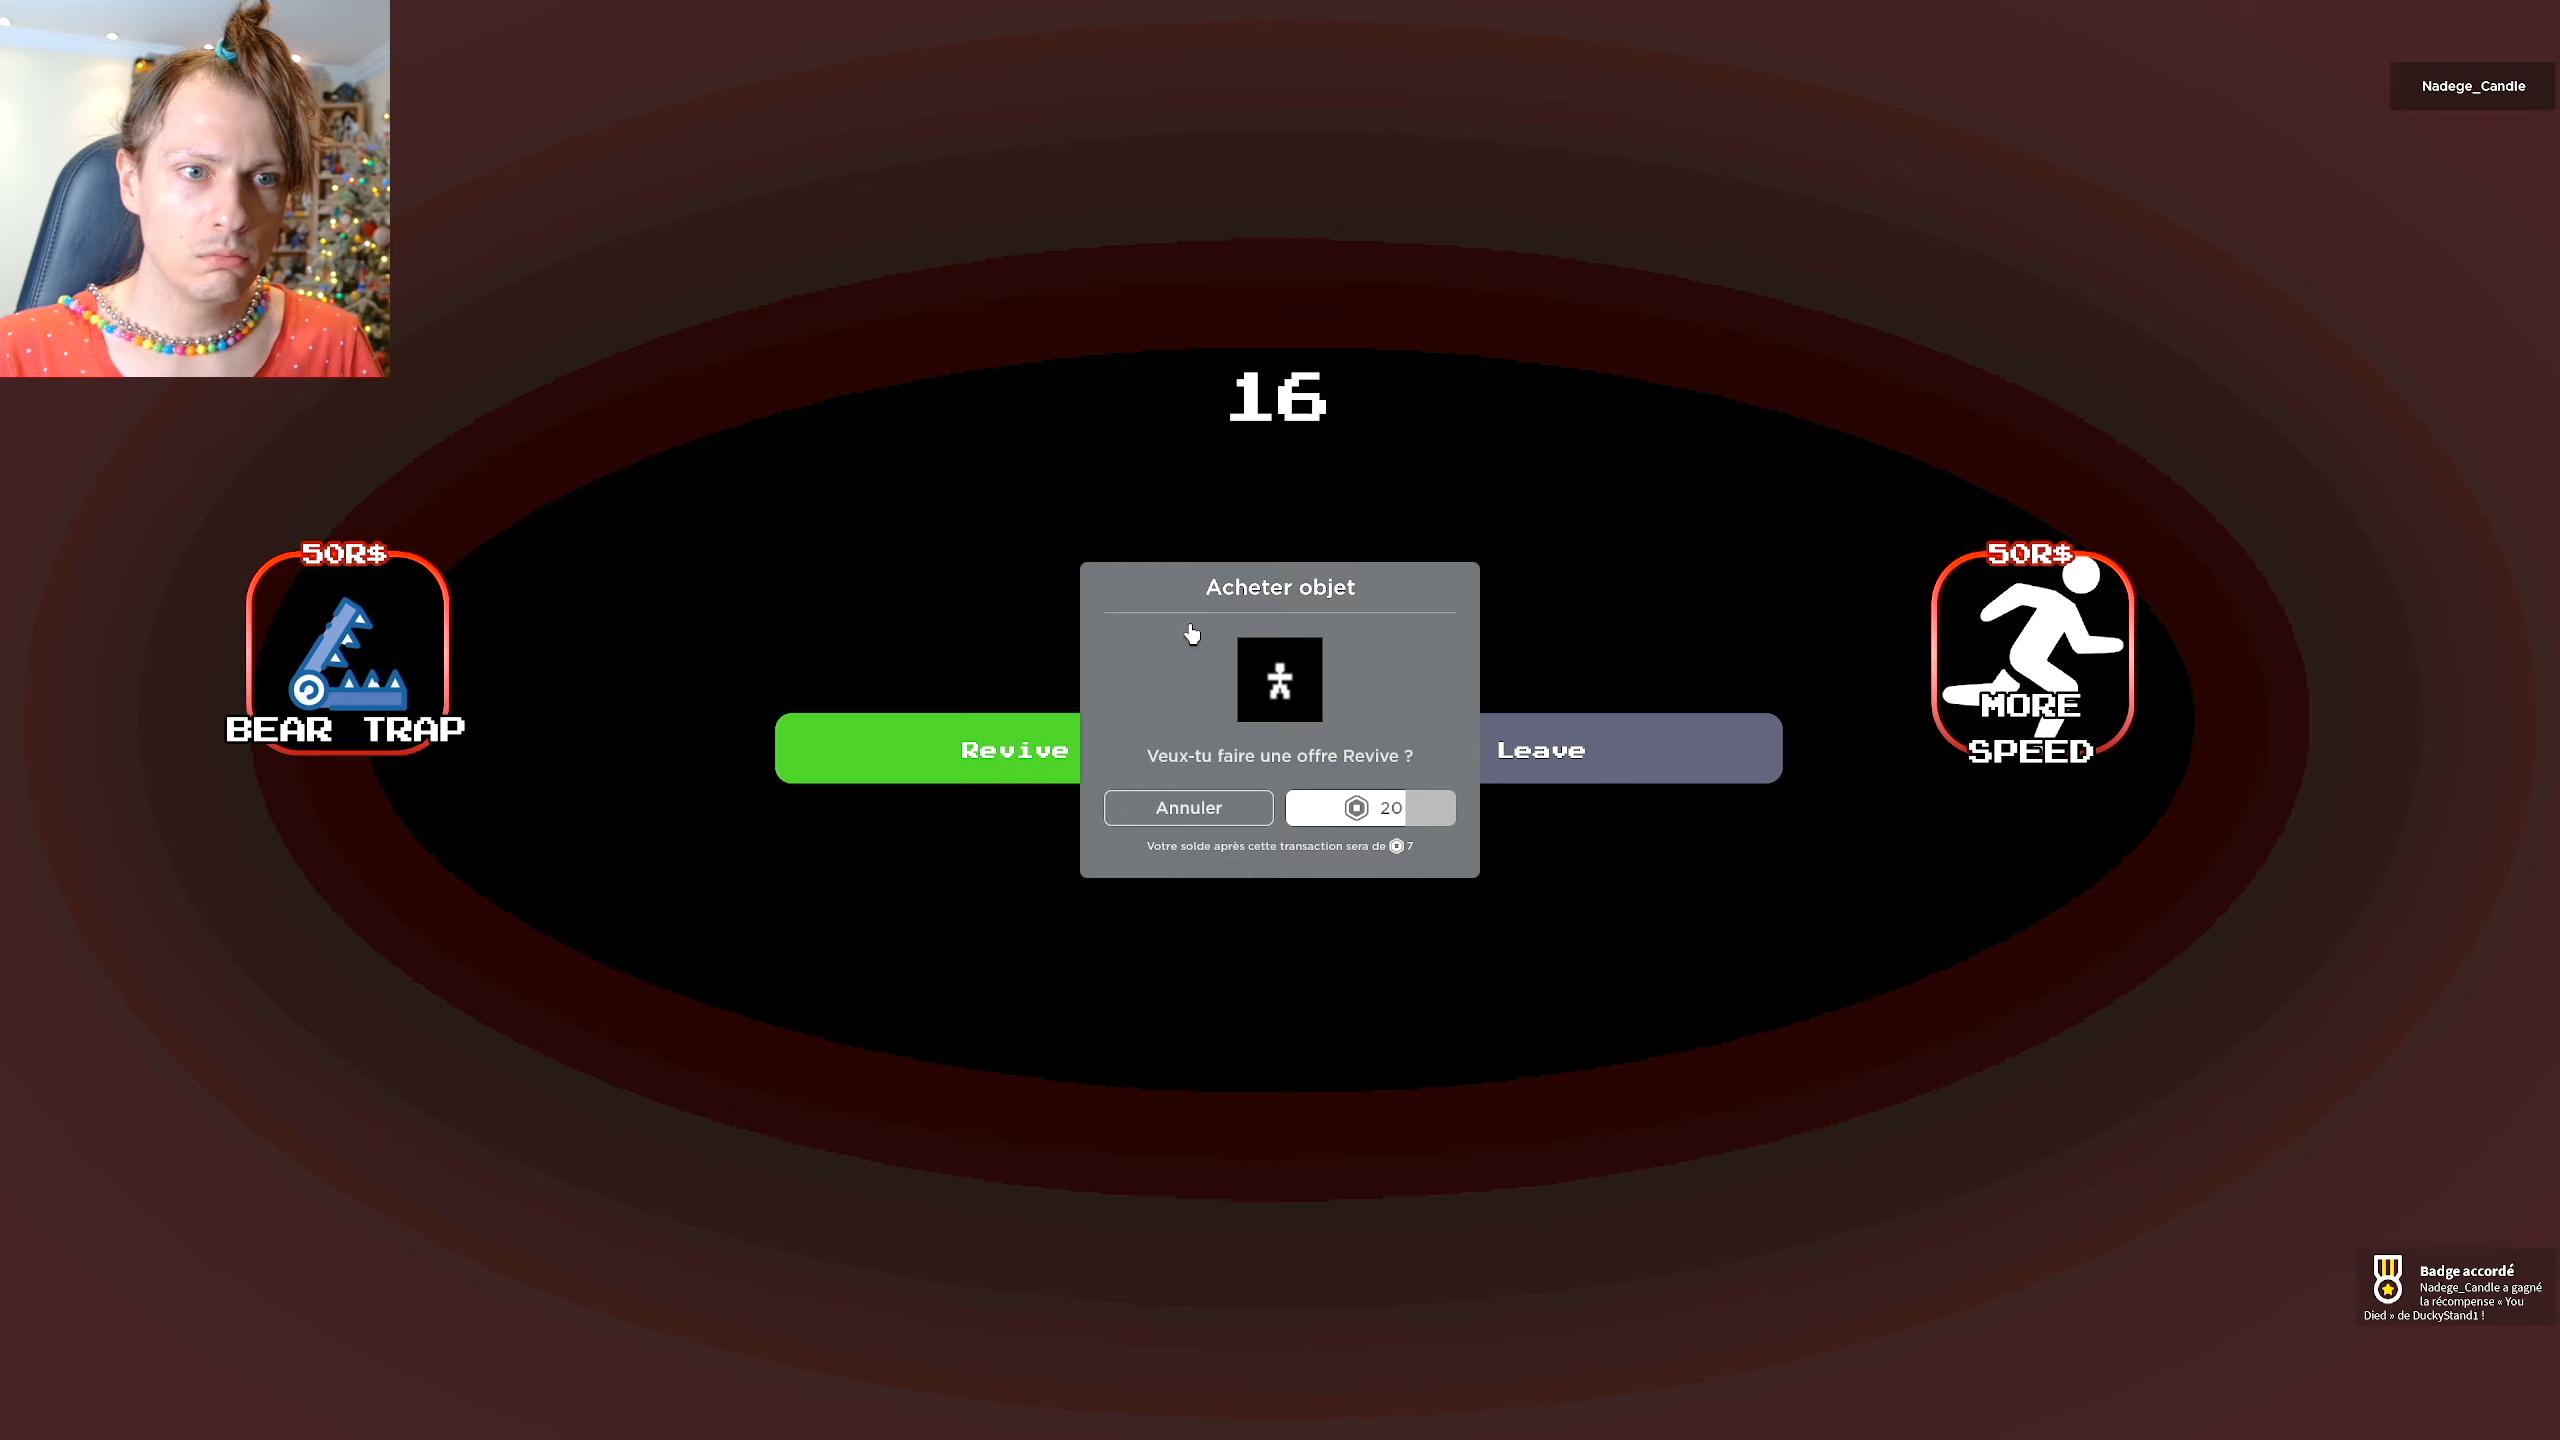 Nadege_Candle
16
50R$
BEAR TRAP
50R$
MORE
SPEED
Acheter objet
Veux-tu faire une offre Revive ?
Revive
Leave
Annuler
20
Votre solde après cette transaction sera de 7
Badge accordé
Nadege_Candle a gagné
la récompense « You
Died » de DuckyStand1 !